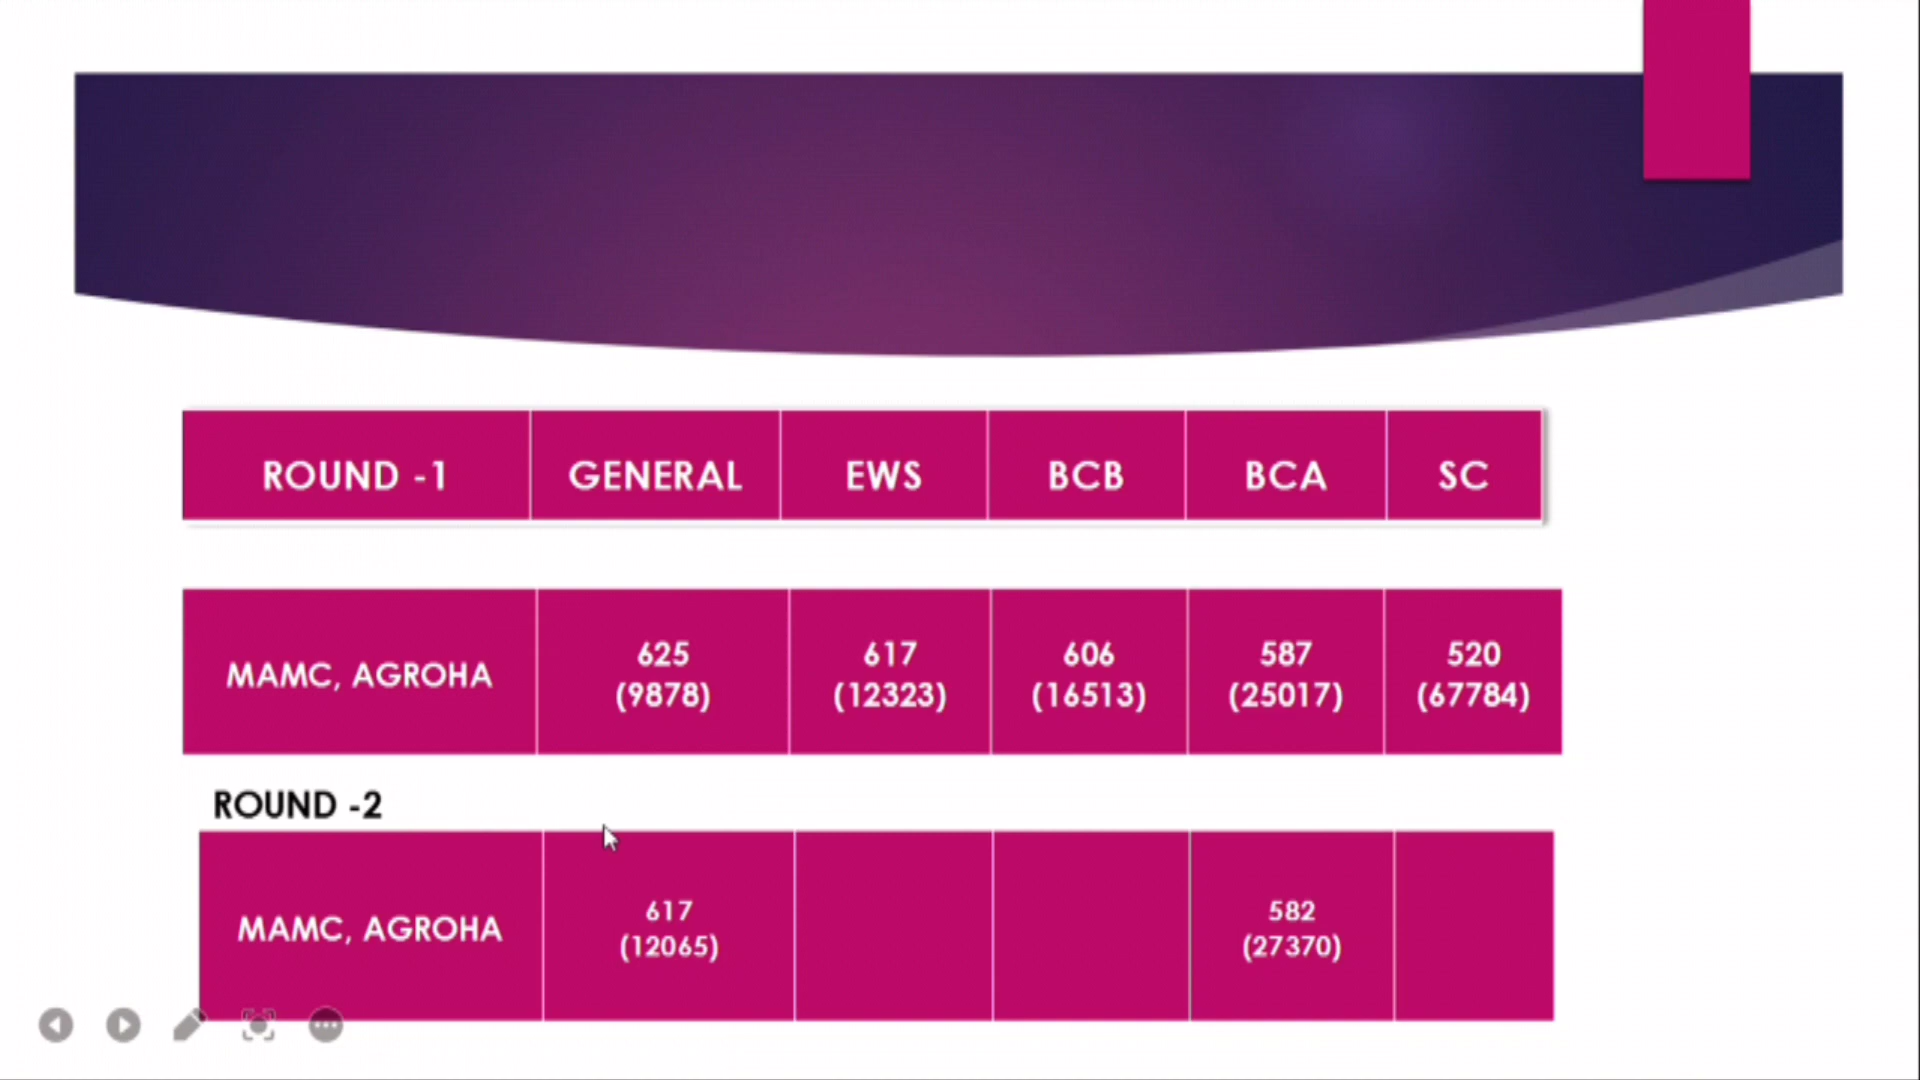 ROUND -1 GENERAL EWS BCB BCA SC
MAMC, AGROHA
625 617 606 587 520
(9878) (12323) (16513) (25017) (67784)
ROUND -2
MAMC, AGROHA
617 582
(12065) (27370)